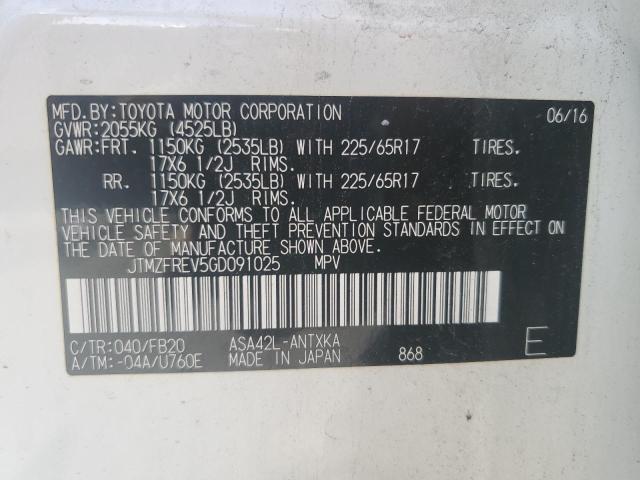 MFD.BY:TOYOTA MOTOR CORPORATION 06/16
GVWR:2055KG (4525LB)
GAWR:FRT. 1150KG (2535LB) WITH 225/65R17 TIRES.
17X6 1/2J RIMS.
RR. 1150KG (2535LB) WITH 225/65R17 TIRES.
17X6 1/2J RIMS.
THIS VEHICLE CONFORMS TO ALL APPLICABLE FEDERAL MOTOR
VEHICLE SAFETY AND THEFT PREVENTION STANDARDS IN EFFECT ON
THE DATE OF MANUFACTURE SHOWN ABOVE.
JTMZFREV5GD091025 MPV
C/TR:040/FB20 ASA42L-ANTXKA
A/TM:-04A/U760E MADE IN JAPAN 868 E